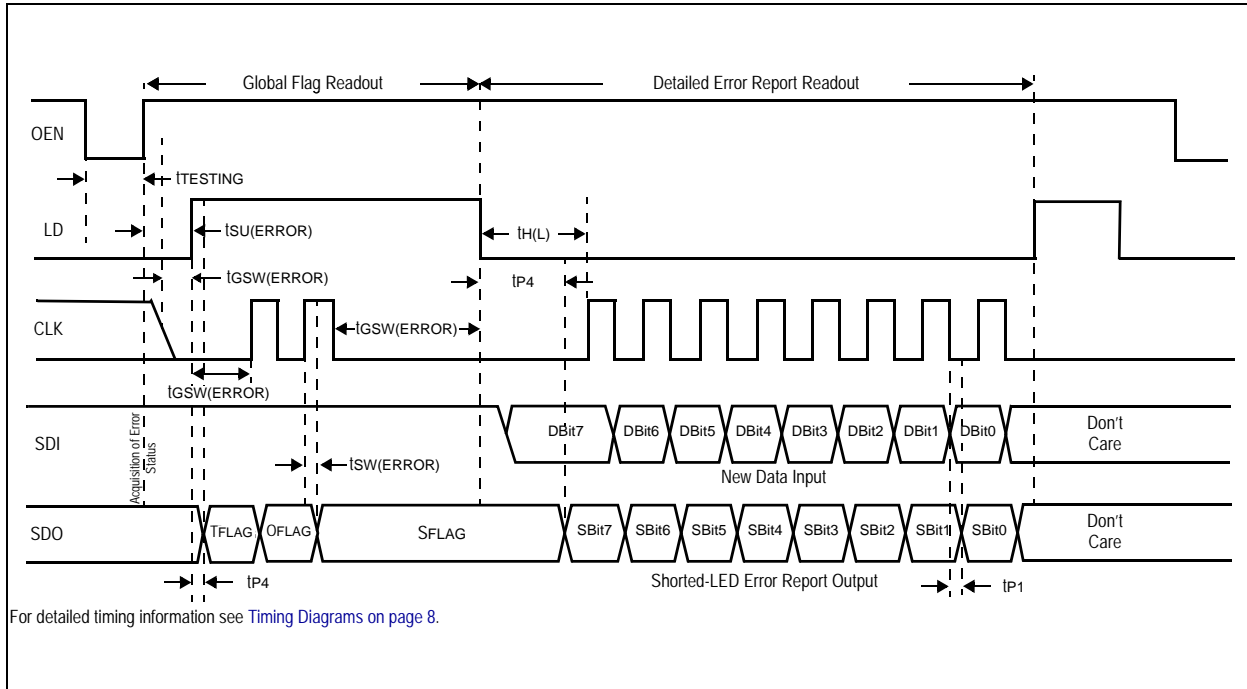 Global Flag Readout
Detailed Error Report Readout
OEN
tTESTING
LD
tSU(ERROR)
tH(L)
tGSW(ERROR)
tP4
CLK
tGSW(ERROR)
tGSW(ERROR)
Acquisition of Error
Status
SDI
DBit7 DBit6 DBit5 DBit4 DBit3 DBit2 DBit1 DBit0
Don't
Care
tSW(ERROR)
New Data Input
SDO
TFLAG OFLAG SFLAG SBit7 SBit6 SBit5 SBit4 SBit3 SBit2 SBit1 SBit0
Don't
Care
tP4
Shorted-LED Error Report Output
tP1
For detailed timing information see Timing Diagrams on page 8.